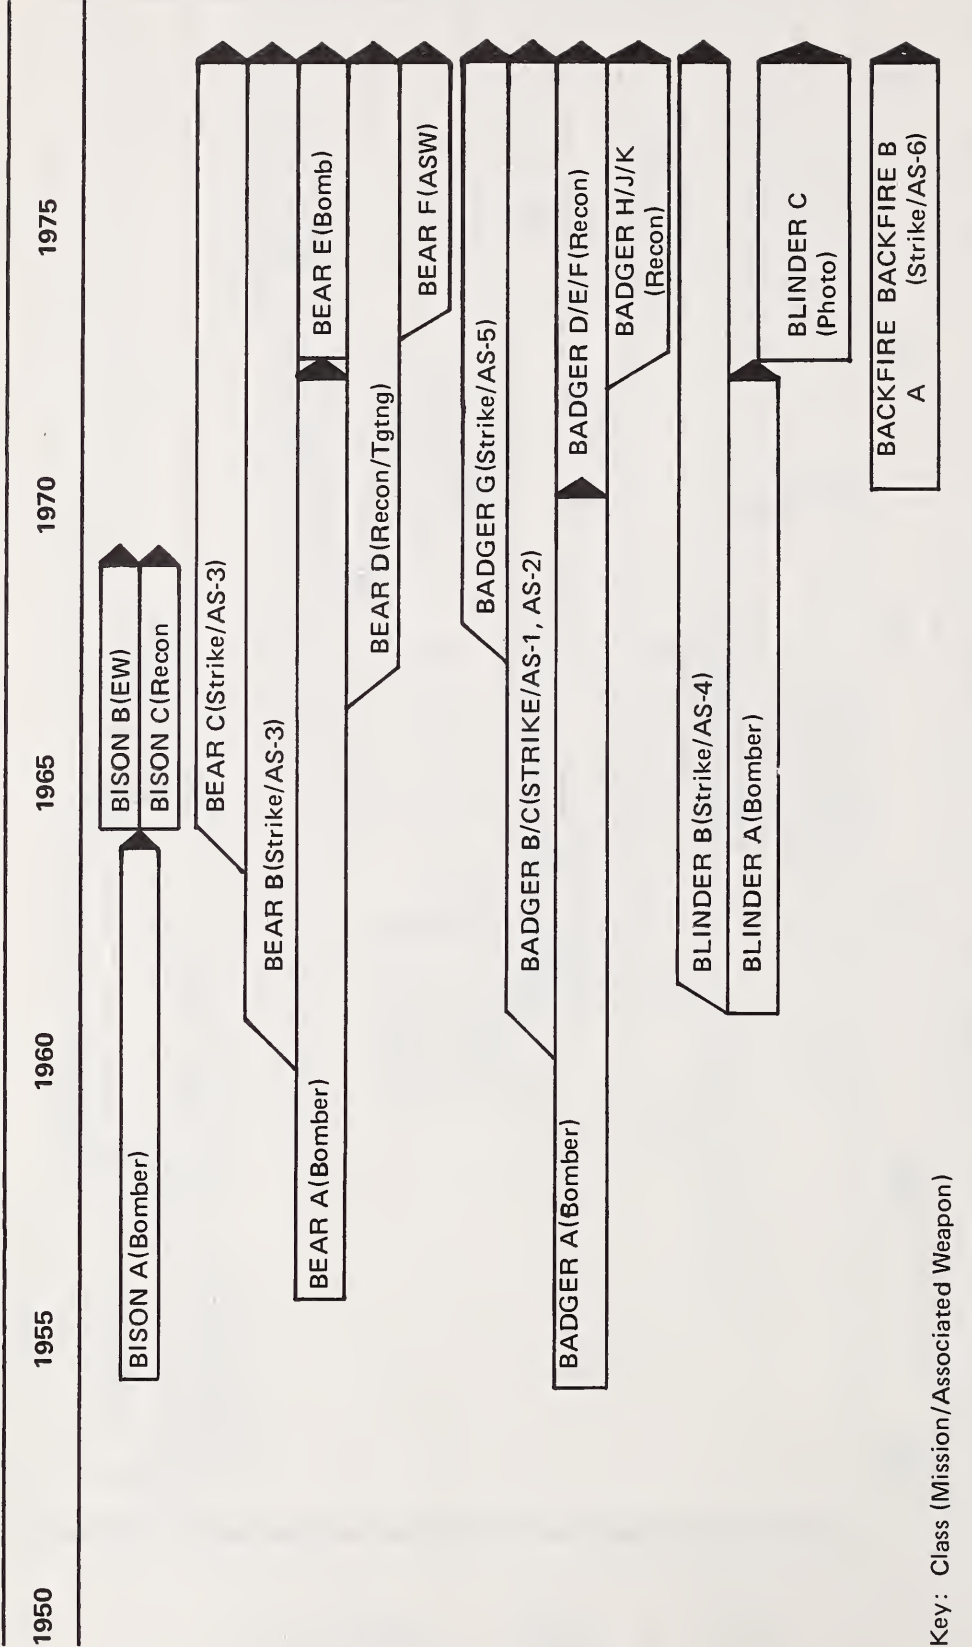 1950 1955 1960 1965 1970 1975
BISON A(Bomber)
BISON B(EW)
BISON C(Recon
BEAR C(Strike/AS-3)
BEAR B(Strike/AS-3)
BEAR A(Bomber)
BEAR E(Bomb)
BEAR D(Recon/Tgtng)
BEAR F(ASW)
BADGER G(Strike/AS-5)
BADGER B/C(STRIKE/AS-1, AS-2)
BADGER A(Bomber)
BADGER D/E/F(Recon)
BADGER H/J/K
(Recon)
BLINDER B(Strike/AS-4)
BLINDER A(Bomber)
BLINDER C
(Photo)
BACKFIRE BACKFIRE B
A (Strike/AS-6)
Key: Class (Mission/Associated Weapon)